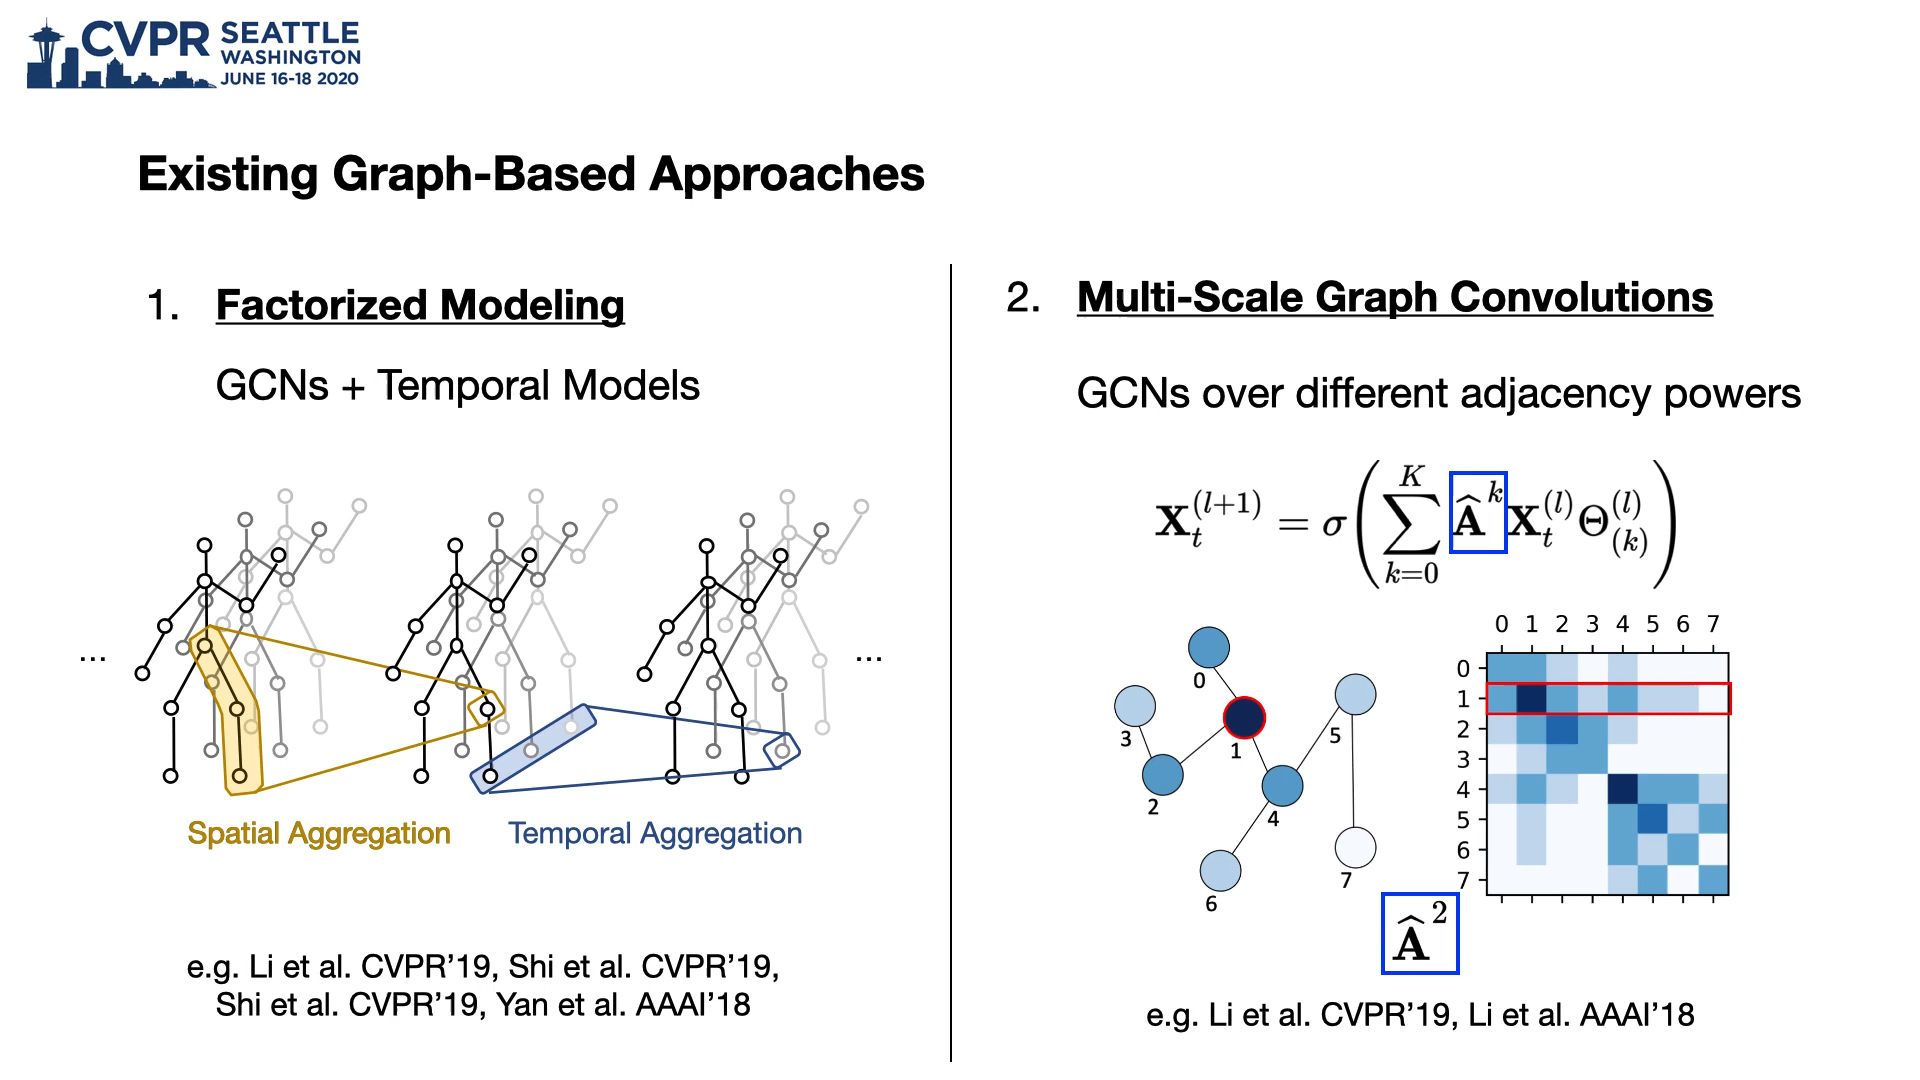 CVPR SEATTLE
WASHINGTON
JUNE 16-18 2020
Existing Graph-Based Approaches
1. Factorized Modeling
GCNs + Temporal Models
...
...
Spatial Aggregation
Temporal Aggregation
e.g. Li et al. CVPR’19, Shi et al. CVPR’19,
Shi et al. CVPR’19, Yan et al. AAAI’18
2. Multi-Scale Graph Convolutions
GCNs over different adjacency powers
X_t^{(l+1)} = σ( ∑_{k=0}^{K} Â^k X_t^{(l)} Θ_{(k)}^{(l)} )
0
3
1
5
2
4
7
6
0 1 2 3 4 5 6 7
0
1
2
3
4
5
6
7
Â^2
e.g. Li et al. CVPR’19, Li et al. AAAI’18